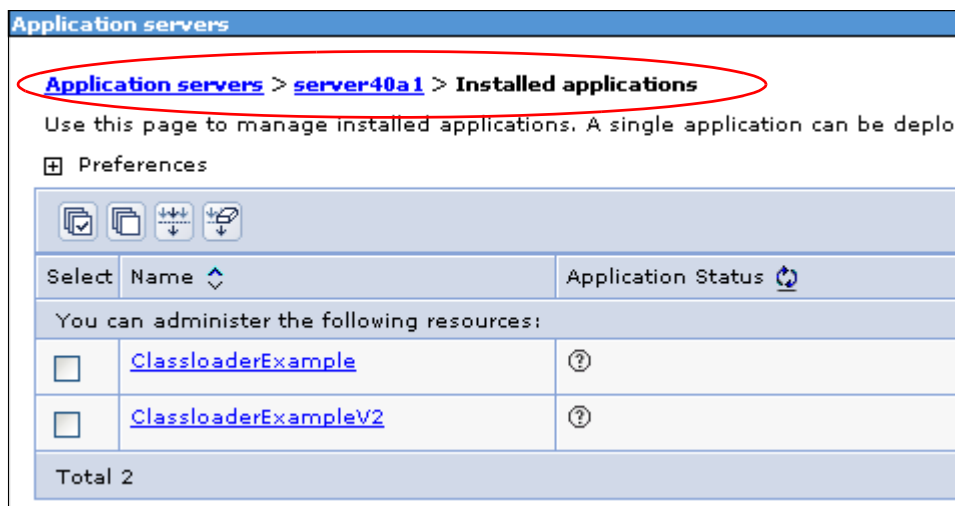 Application servers
Application servers > server40a1 > Installed applications
Use this page to manage installed applications. A single application can be deplo
Preferences
Select Name Application Status
You can administer the following resources:
ClassloaderExample
ClassloaderExampleV2
Total 2